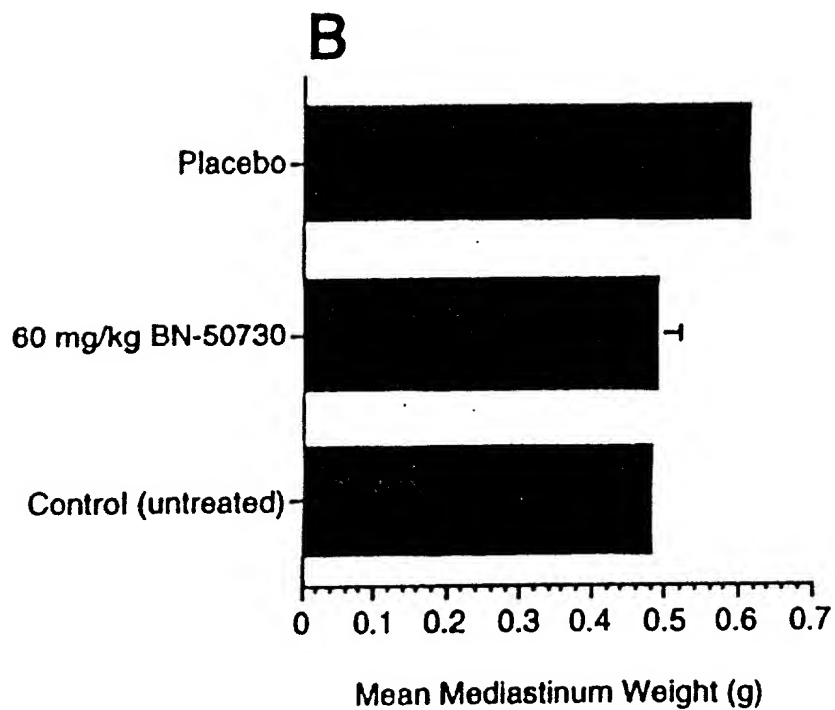 B
Placebo
60 mg/kg BN-50730
Control (untreated)
0 0.1 0.2 0.3 0.4 0.5 0.6 0.7
Mean Mediastinum Weight (g)